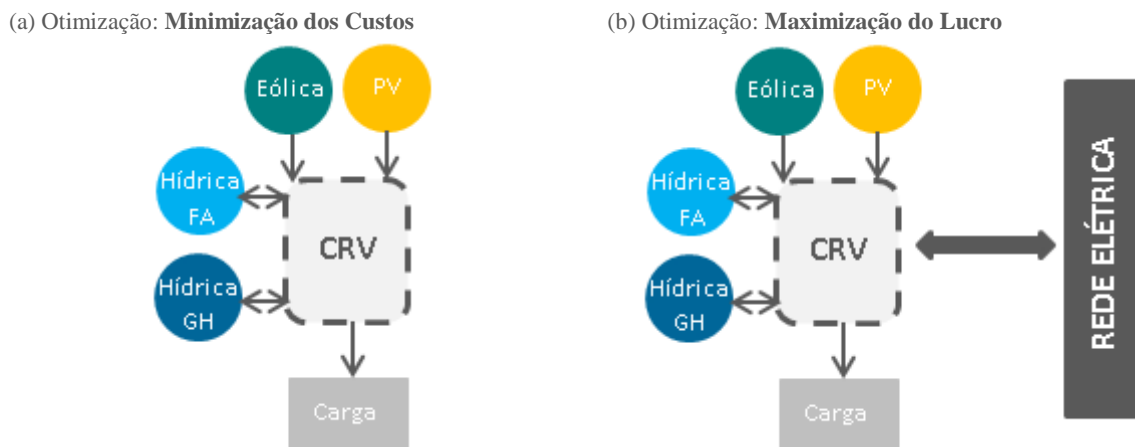 (a) Otimização: Minimização dos Custos
Eólica
PV
Hídrica
FA
CRV
Hídrica
GH
Carga
(b) Otimização: Maximização do Lucro
Eólica
PV
Hídrica
FA
CRV
Hídrica
GH
Carga
REDE ELÉTRICA